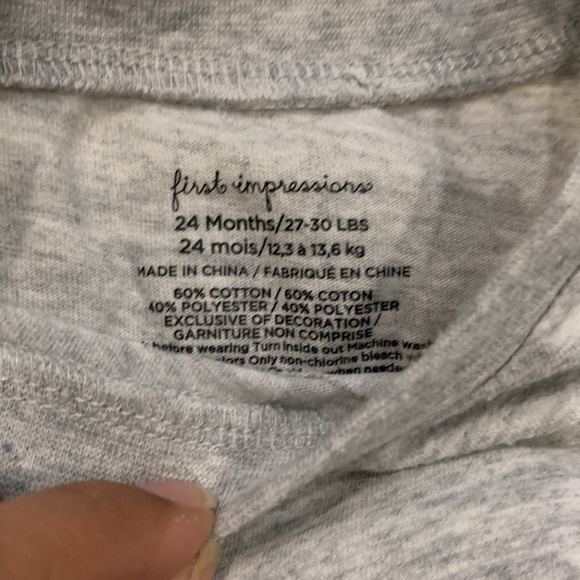 first impressions
24 Months/27-30 LBS
24 mois/12,3 à 13,6 kg
MADE IN CHINA / FABRIQUÉ EN CHINE
60% COTTON / 60% COTON
40% POLYESTER / 40% POLYESTER
EXCLUSIVE OF DECORATION /
GARNITURE NON COMPRISE
before wearing Turn inside out Machine
Only non-chlorine bleach
when